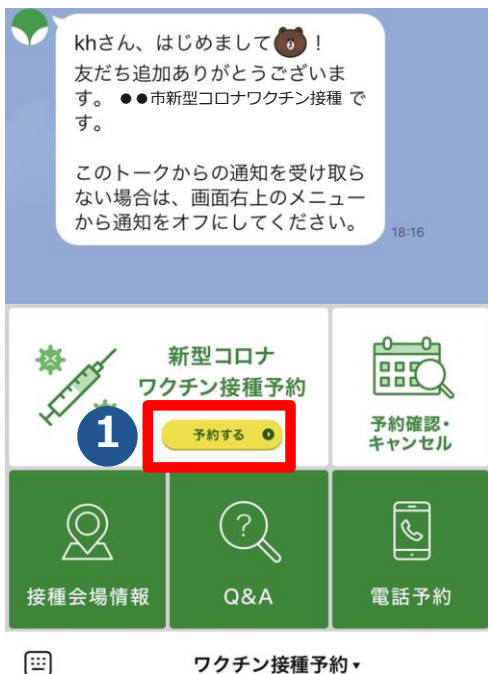 khさん、はじめまして!
友だち追加ありがとうございま
す。 ●●市新型コロナワクチン接種 で
す。
このトークからの通知を受け取ら
ない場合は、画面右上のメニュー
から通知をオフにしてください。
18:16
新型コロナ
ワクチン接種予約
1
予約する
予約確認・
キャンセル
接種会場情報
?
Q&A
電話予約
ワクチン接種予約▾